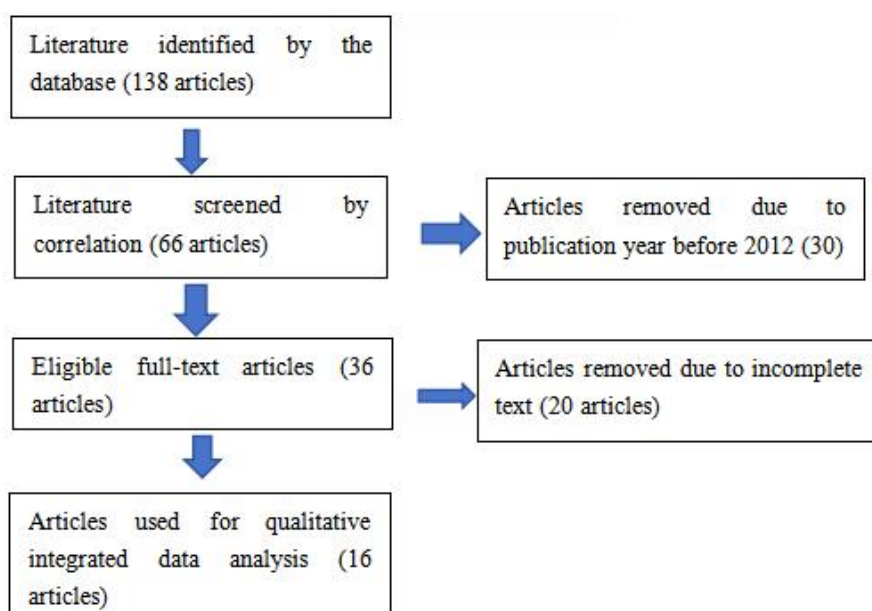 Literature identified by the
database (138 articles)
Literature screened by
correlation (66 articles)
Articles removed due to
publication year before 2012 (30)
Eligible full-text articles (36
articles)
Articles removed due to incomplete
text (20 articles)
Articles used for qualitative
integrated data analysis (16
articles)